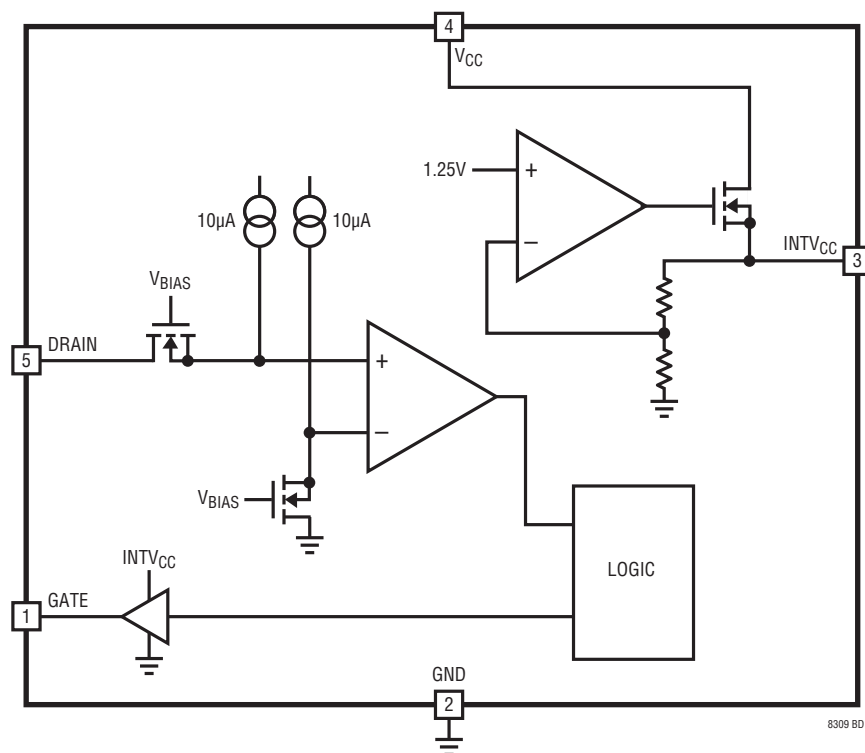 4
VCC
1.25V
+
−
10µA
10µA
INTVCC
3
VBIAS
5
DRAIN
+
−
VBIAS
LOGIC
INTVCC
1
GATE
GND
2
8309 BD